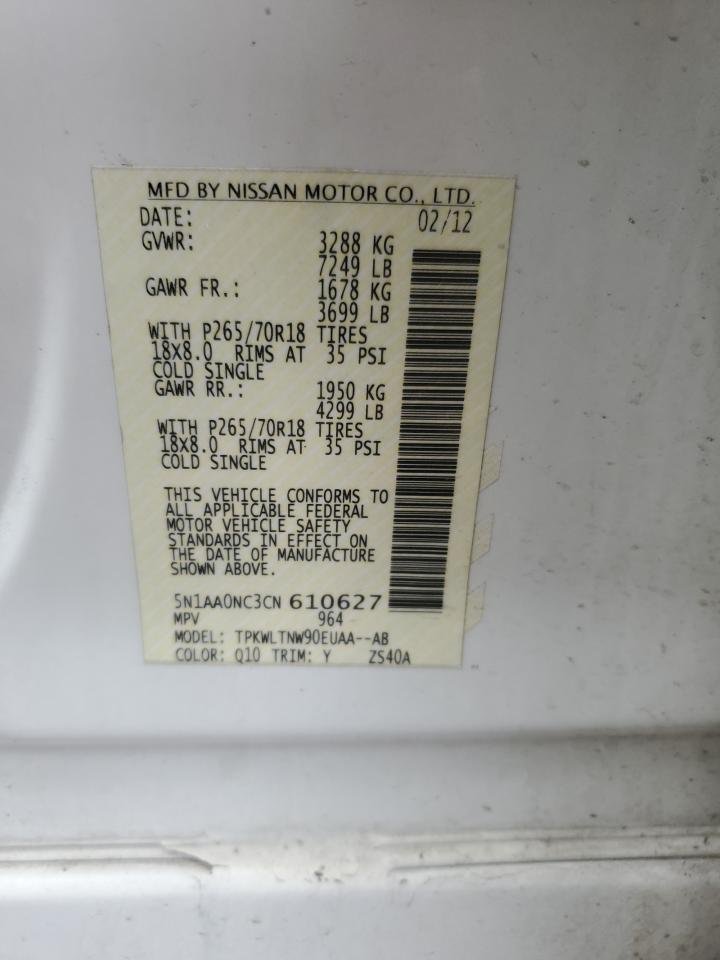 MFD BY NISSAN MOTOR CO., LTD.
DATE: 02/12
GVWR: 3288 KG
7249 LB
GAWR FR.: 1678 KG
3699 LB
WITH P265/70R18 TIRES
18X8.0 RIMS AT 35 PSI
COLD SINGLE
GAWR RR.: 1950 KG
4299 LB
WITH P265/70R18 TIRES
18X8.0 RIMS AT 35 PSI
COLD SINGLE
THIS VEHICLE CONFORMS TO
ALL APPLICABLE FEDERAL
MOTOR VEHICLE SAFETY
STANDARDS IN EFFECT ON
THE DATE OF MANUFACTURE
SHOWN ABOVE.
5N1AA0NC3CN 610627
MPV 964
MODEL: TPKWLTNW90EUAA--AB
COLOR: Q10 TRIM: Y ZS40A